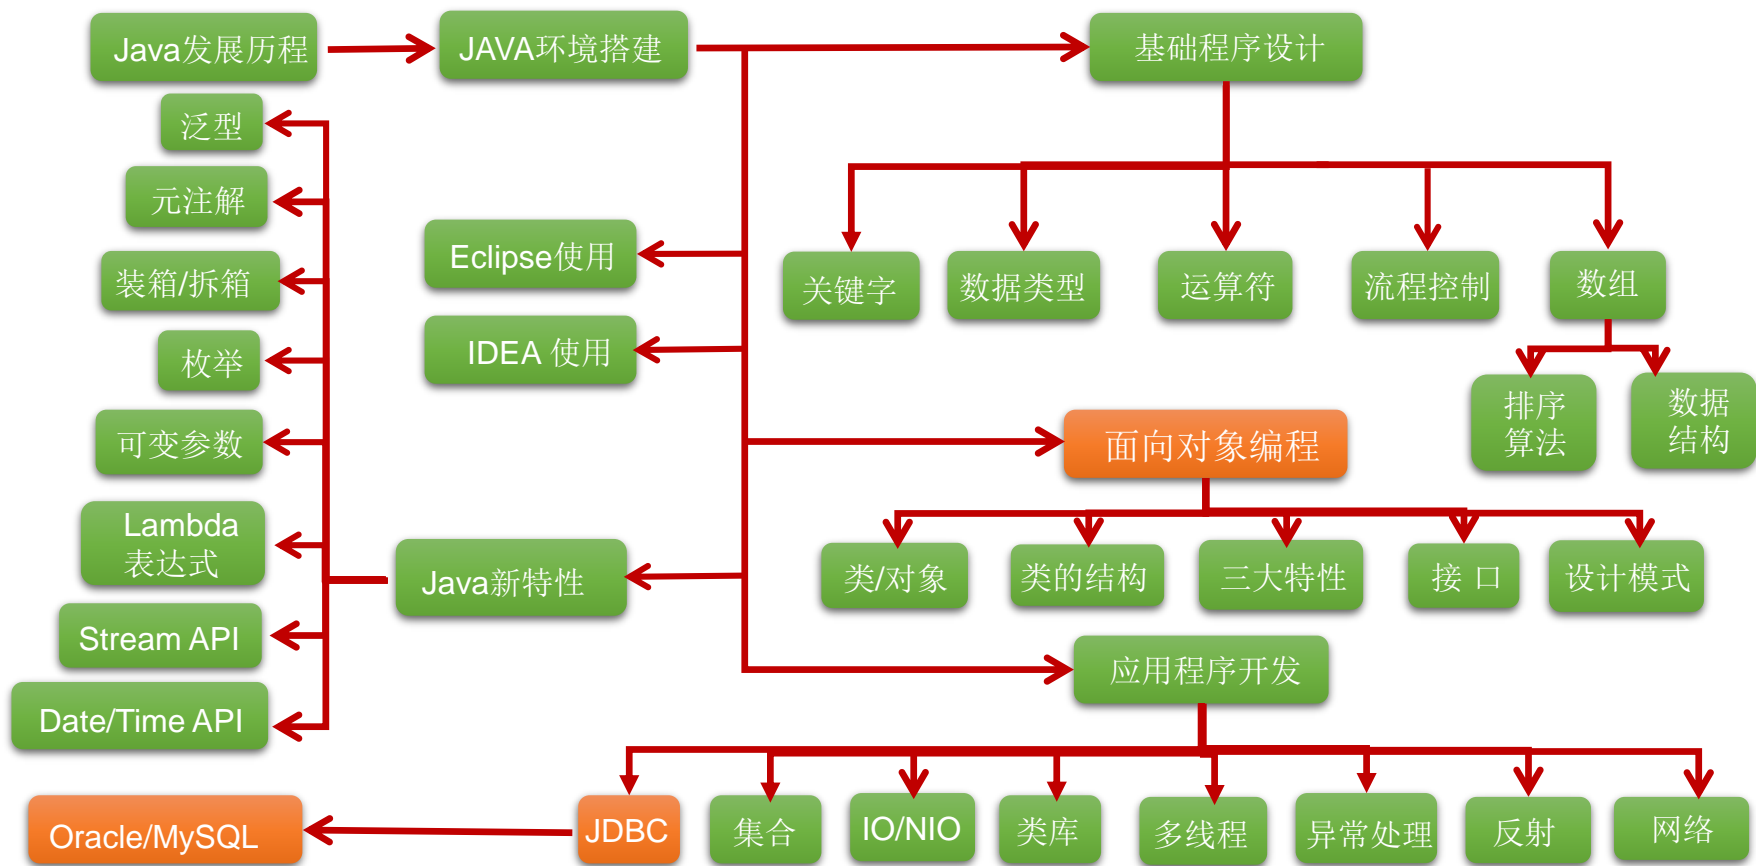 Java发展历程
JAVA环境搭建
基础程序设计
泛型
元注解
装箱/拆箱
枚举
可变参数
Lambda
表达式
Stream API
Date/Time API
Eclipse使用
IDEA 使用
Java新特性
关键字
数据类型
运算符
流程控制
数组
排序
算法
数据
结构
面向对象编程
类/对象
类的结构
三大特性
接 口
设计模式
应用程序开发
Oracle/MySQL
JDBC
集合
IO/NIO
类库
多线程
异常处理
反射
网络